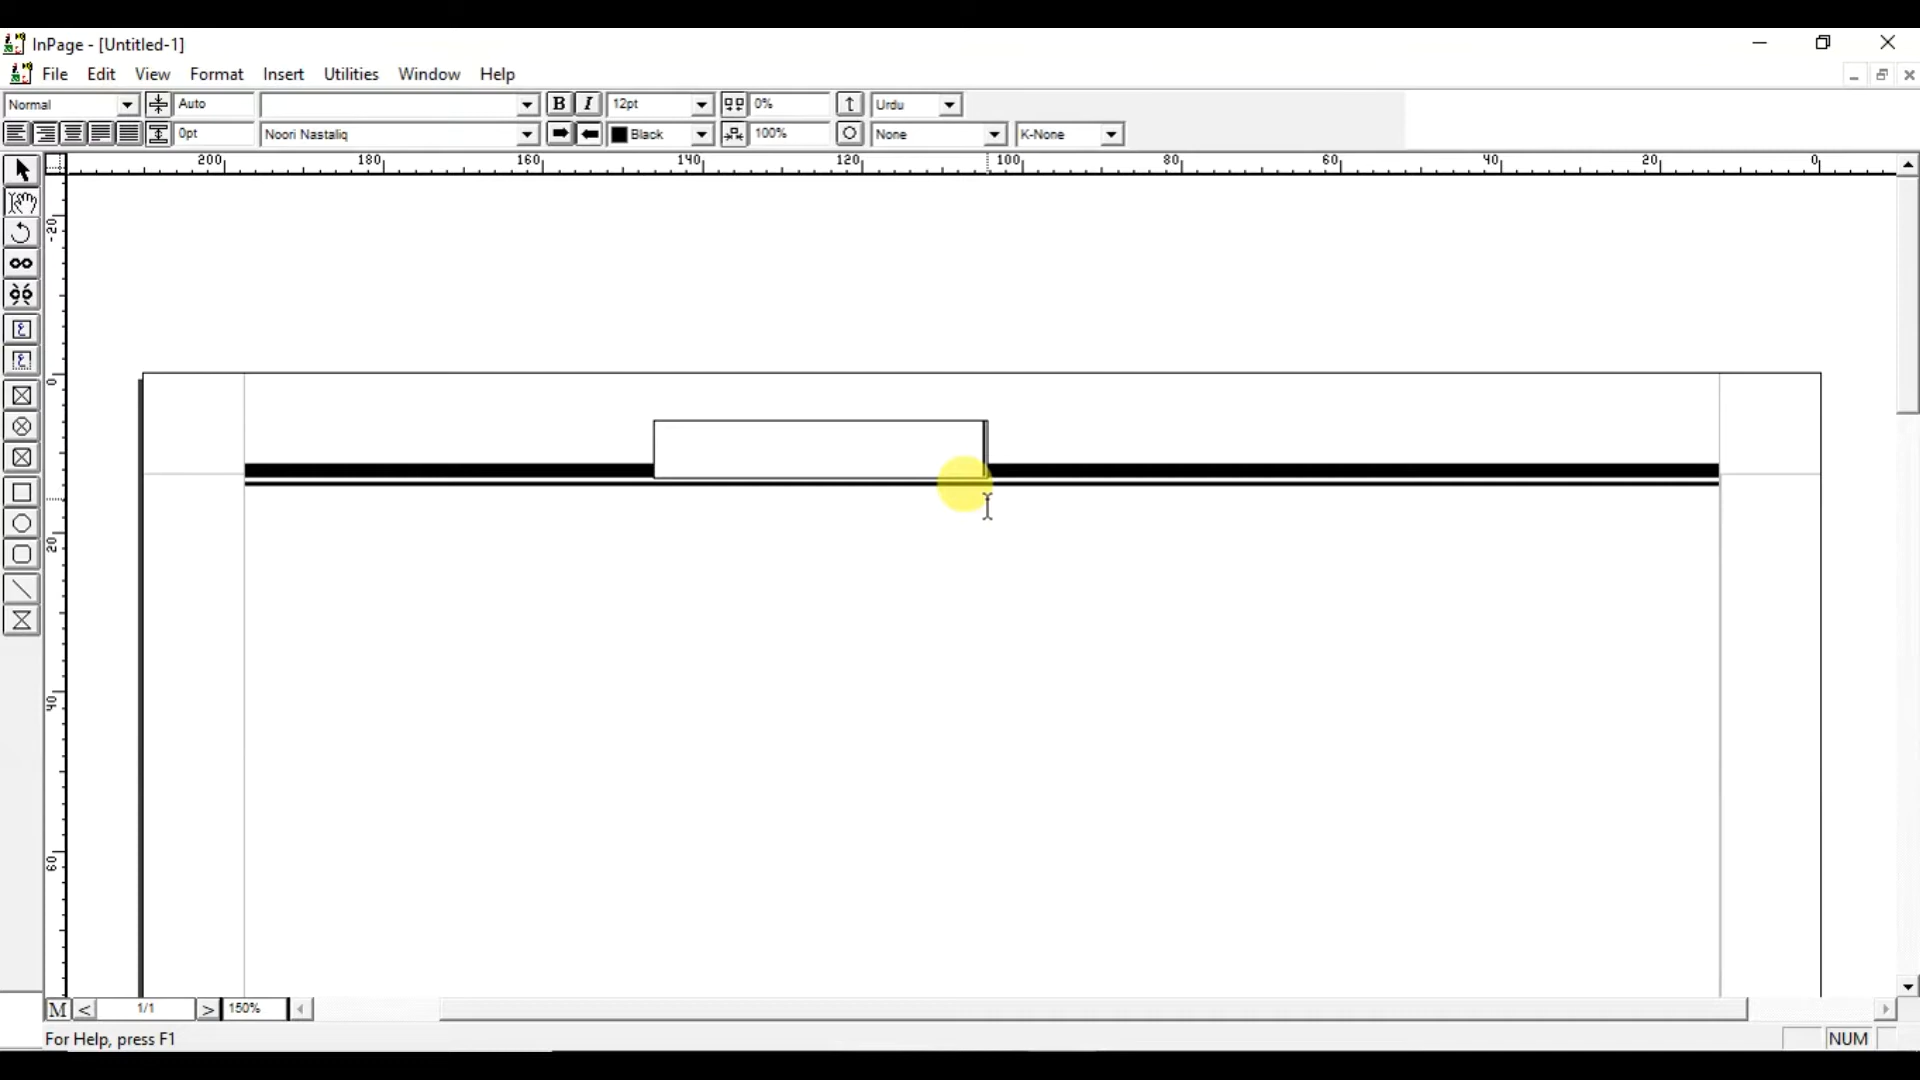 InPage - [Untitled-1]
File Edit View Format Insert Utilities Window Help
Normal Auto B I 12pt 0% Urdu
0pt Noori Nastaliq Black 100% None K-None
200 180 160 140 120 100 80 60 40 20 0
-20
0
20
40
60
M < 1/1 > 150%
For Help, press F1 NUM